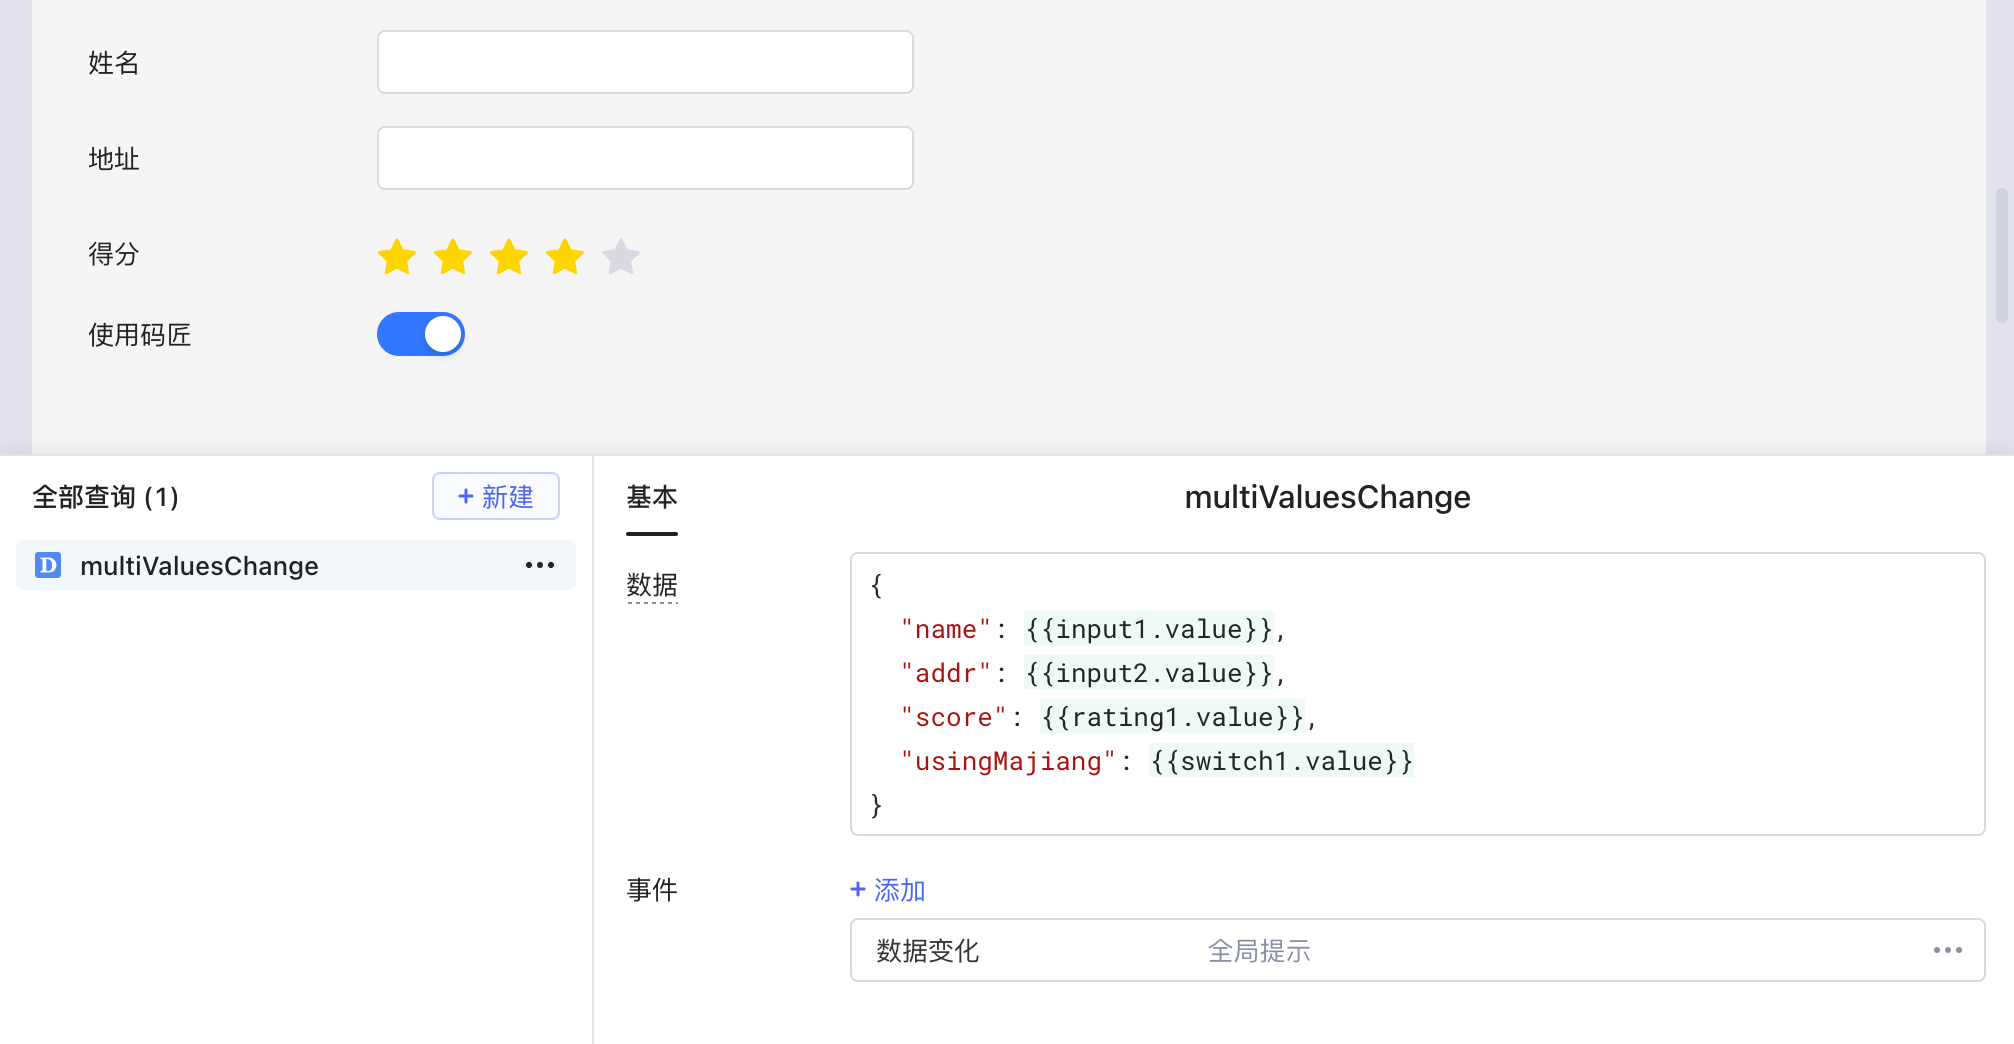 姓名
地址
得分
使用码匠
全部查询 (1)
+ 新建
D multiValuesChange
基本
multiValuesChange
数据
{
"name": {{input1.value}},
"addr": {{input2.value}},
"score": {{rating1.value}},
"usingMajiang": {{switch1.value}}
}
事件
+ 添加
数据变化 全局提示